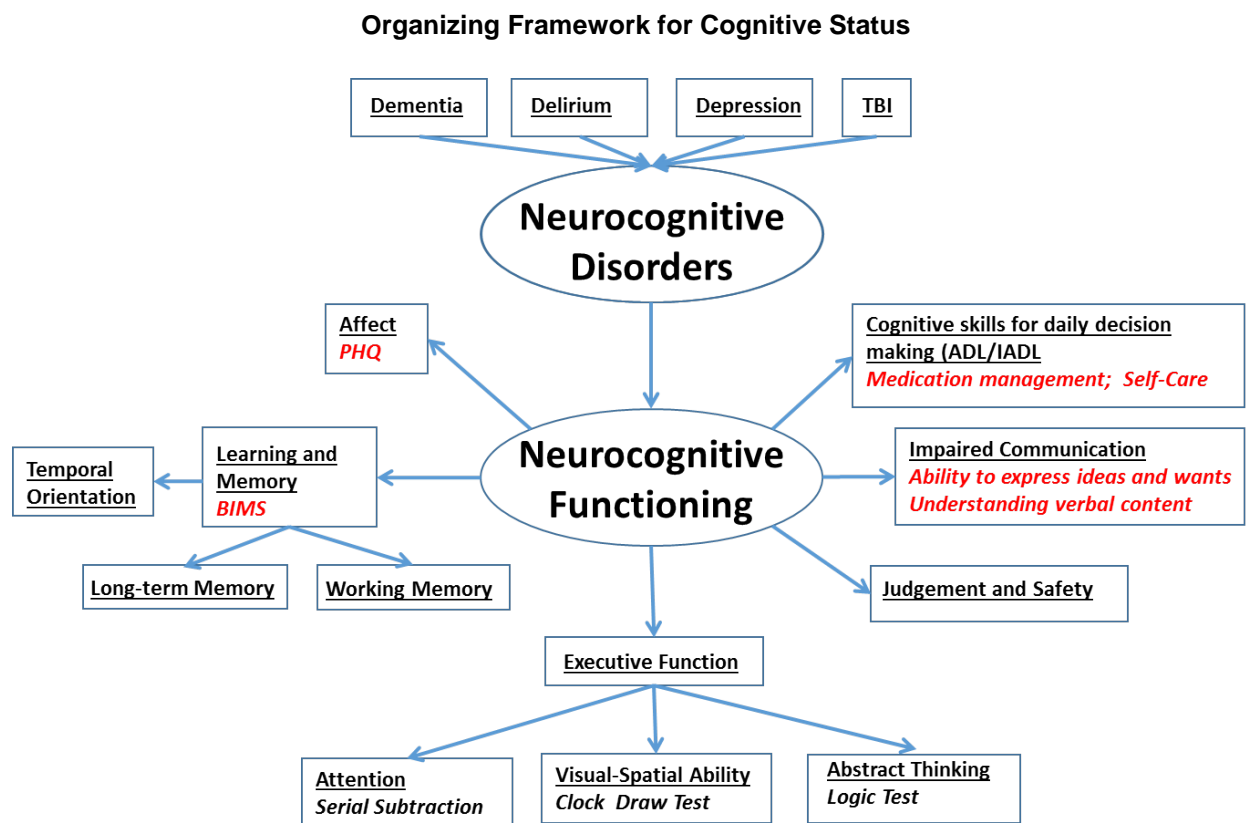 Organizing Framework for Cognitive Status
Dementia
Delirium
Depression
TBI
Neurocognitive
Disorders
Affect
PHQ
Cognitive skills for daily decision
making (ADL/IADL
Medication management; Self-Care
Neurocognitive
Functioning
Learning and
Memory
BIMS
Temporal
Orientation
Impaired Communication
Ability to express ideas and wants
Understanding verbal content
Long-term Memory
Working Memory
Judgement and Safety
Executive Function
Attention
Serial Subtraction
Visual-Spatial Ability
Clock Draw Test
Abstract Thinking
Logic Test